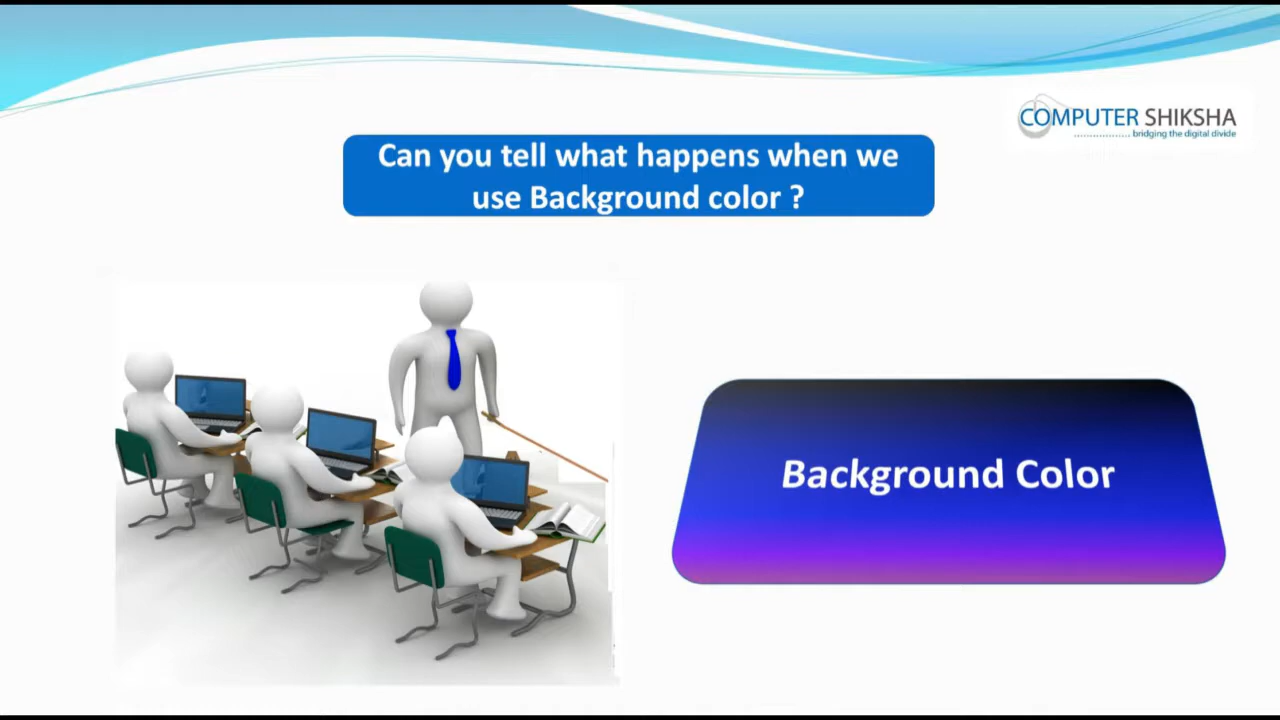 COMPUTER SHIKSHA
bridging the digital divide
Can you tell what happens when we
use Background color ?
Background Color